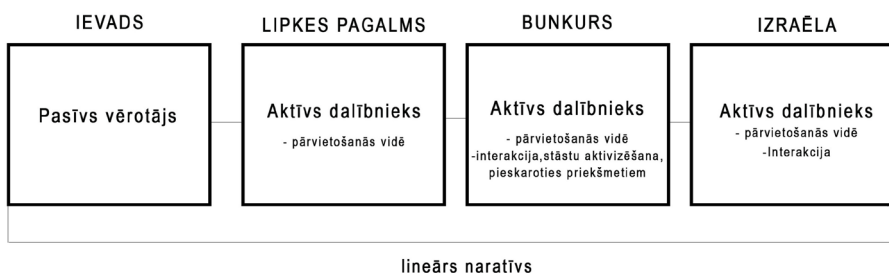 IEVADS
LIPKES PAGALMS
BUNKURS
IZRAĒLA
Pasīvs vērotājs
Aktīvs dalībnieks
- pārvietošanās vidē
Aktīvs dalībnieks
- pārvietošanās vidē
-interakcija,stāstu aktivizēšana,
pieskaroties priekšmetiem
Aktīvs dalībnieks
- pārvietošanās vidē
-Interakcija
lineārs naratīvs